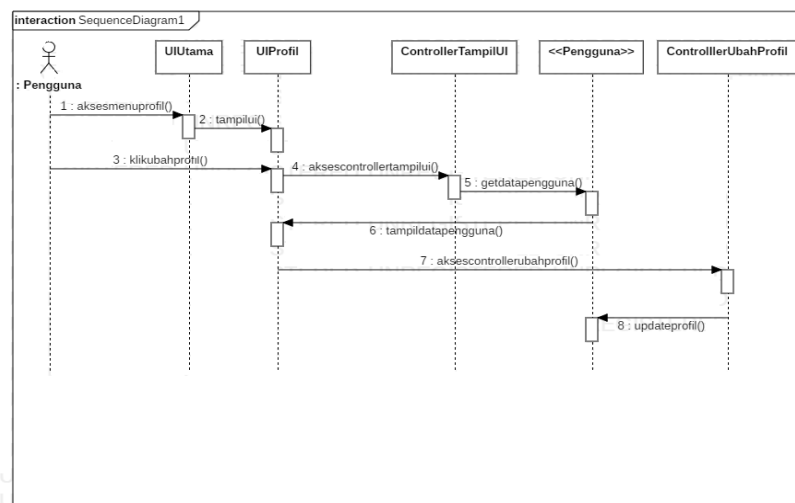 interaction SequenceDiagram1
UIUtama
UIProfil
ControllerTampilUI
<<Pengguna>>
ControlllerUbahProfil
: Pengguna
1 : aksesmenuprofil()
2 : tampilui()
3 : klikubahprofil()
4 : aksescontrollertampilui()
5 : getdatapengguna()
6 : tampildatapengguna()
7 : aksescontrollerubahprofil()
8 : updateprofil()